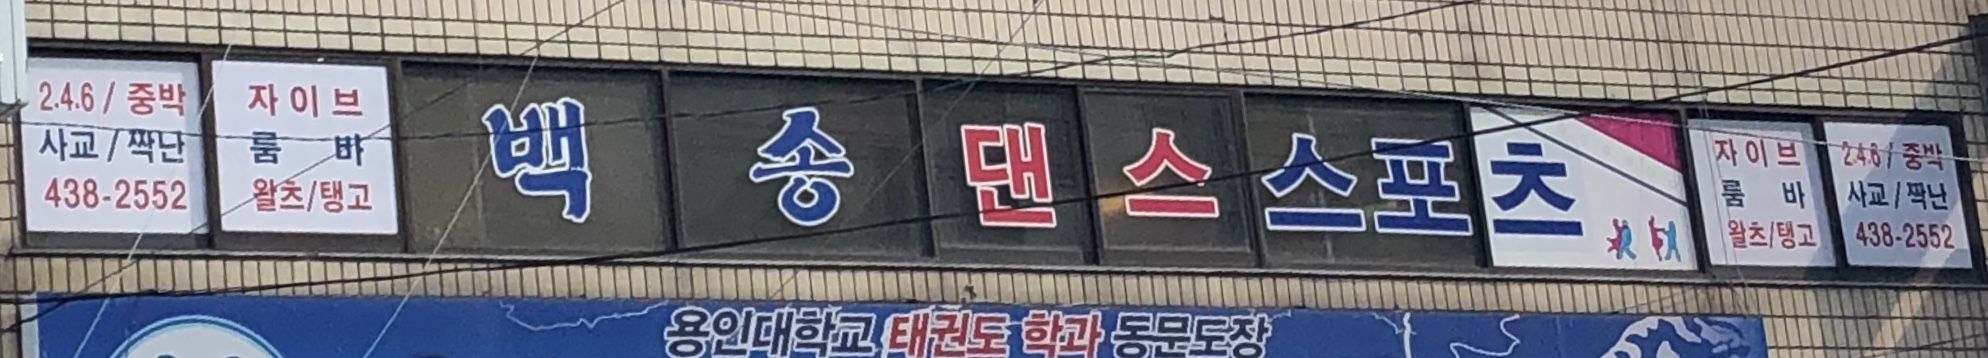 2.4.6 / 중박
사교 / 짝난
438-2552
자이브
룸바
왈츠/탱고
백송댄스스포츠
자이브
룸바
왈츠/탱고
2.4.6 / 중박
사교 / 짝난
438-2552
용인대학교 태권도 학과 동문도장